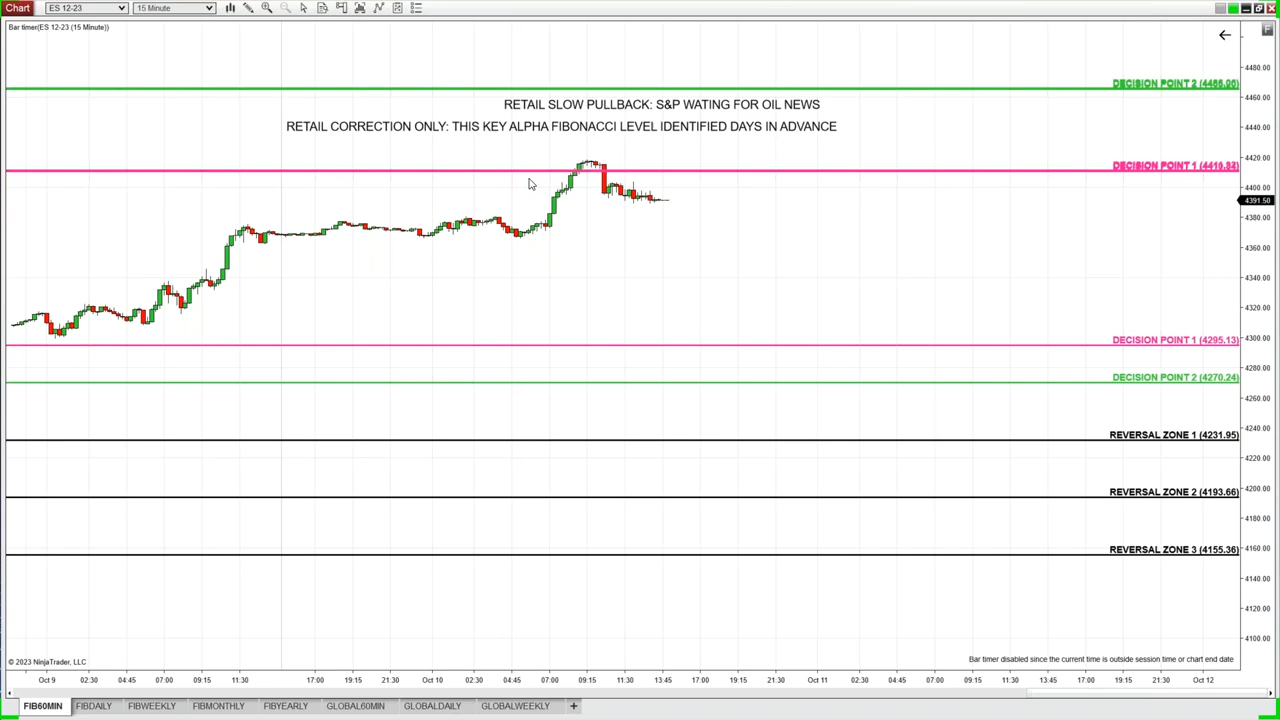 Chart ES 12-23 15 Minute
Bar timer(ES 12-23 (15 Minute))
F
4480.00
4460.00
4440.00
4420.00
4400.00
4391.50
4380.00
4360.00
4340.00
4320.00
4300.00
4280.00
4260.00
4240.00
4220.00
4200.00
4180.00
4160.00
4140.00
4120.00
4100.00
RETAIL SLOW PULLBACK: S&P WATING FOR OIL NEWS
RETAIL CORRECTION ONLY: THIS KEY ALPHA FIBONACCI LEVEL IDENTIFIED DAYS IN ADVANCE
DECISION POINT 2
DECISION POINT 1
DECISION POINT 1 (4295.13)
DECISION POINT 2 (4270.24)
REVERSAL ZONE 1 (4231.95)
REVERSAL ZONE 2 (4193.66)
REVERSAL ZONE 3 (4155.36)
© 2023 NinjaTrader, LLC
Bar timer disabled since the current time is outside session time or chart end date
Oct 9 02:30 04:45 07:00 09:15 11:30 17:00 19:15 21:30 Oct 10 02:30 04:45 07:00 09:15 11:30 13:45 17:00 19:15 21:30 Oct 11 02:30 04:45 07:00 09:15 11:30 13:45 17:00 19:15 21:30 Oct 12
FIB60MIN FIBDAILY FIBWEEKLY FIBMONTHLY FIBYEARLY GLOBAL60MIN GLOBALDAILY GLOBALWEEKLY +